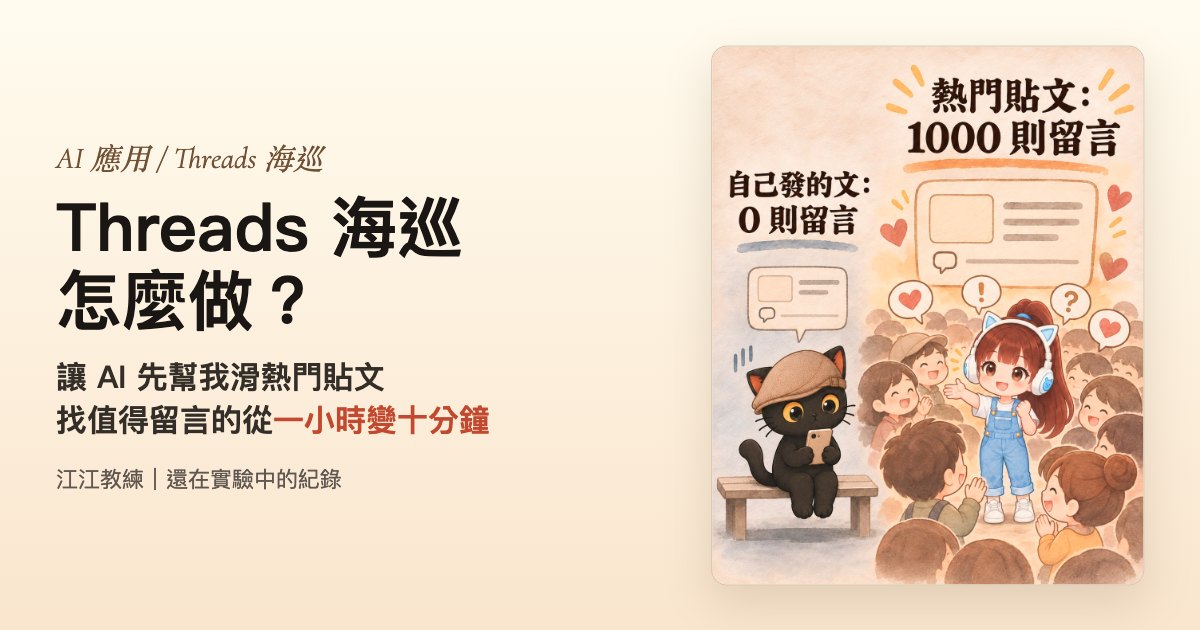 AI 應用 / Threads 海巡
Threads 海巡
怎麼做？
讓 AI 先幫我滑熱門貼文
找值得留言的從一小時變十分鐘
江江教練｜還在實驗中的紀錄
自己發的文：
0 則留言
熱門貼文：
1000 則留言
!
?